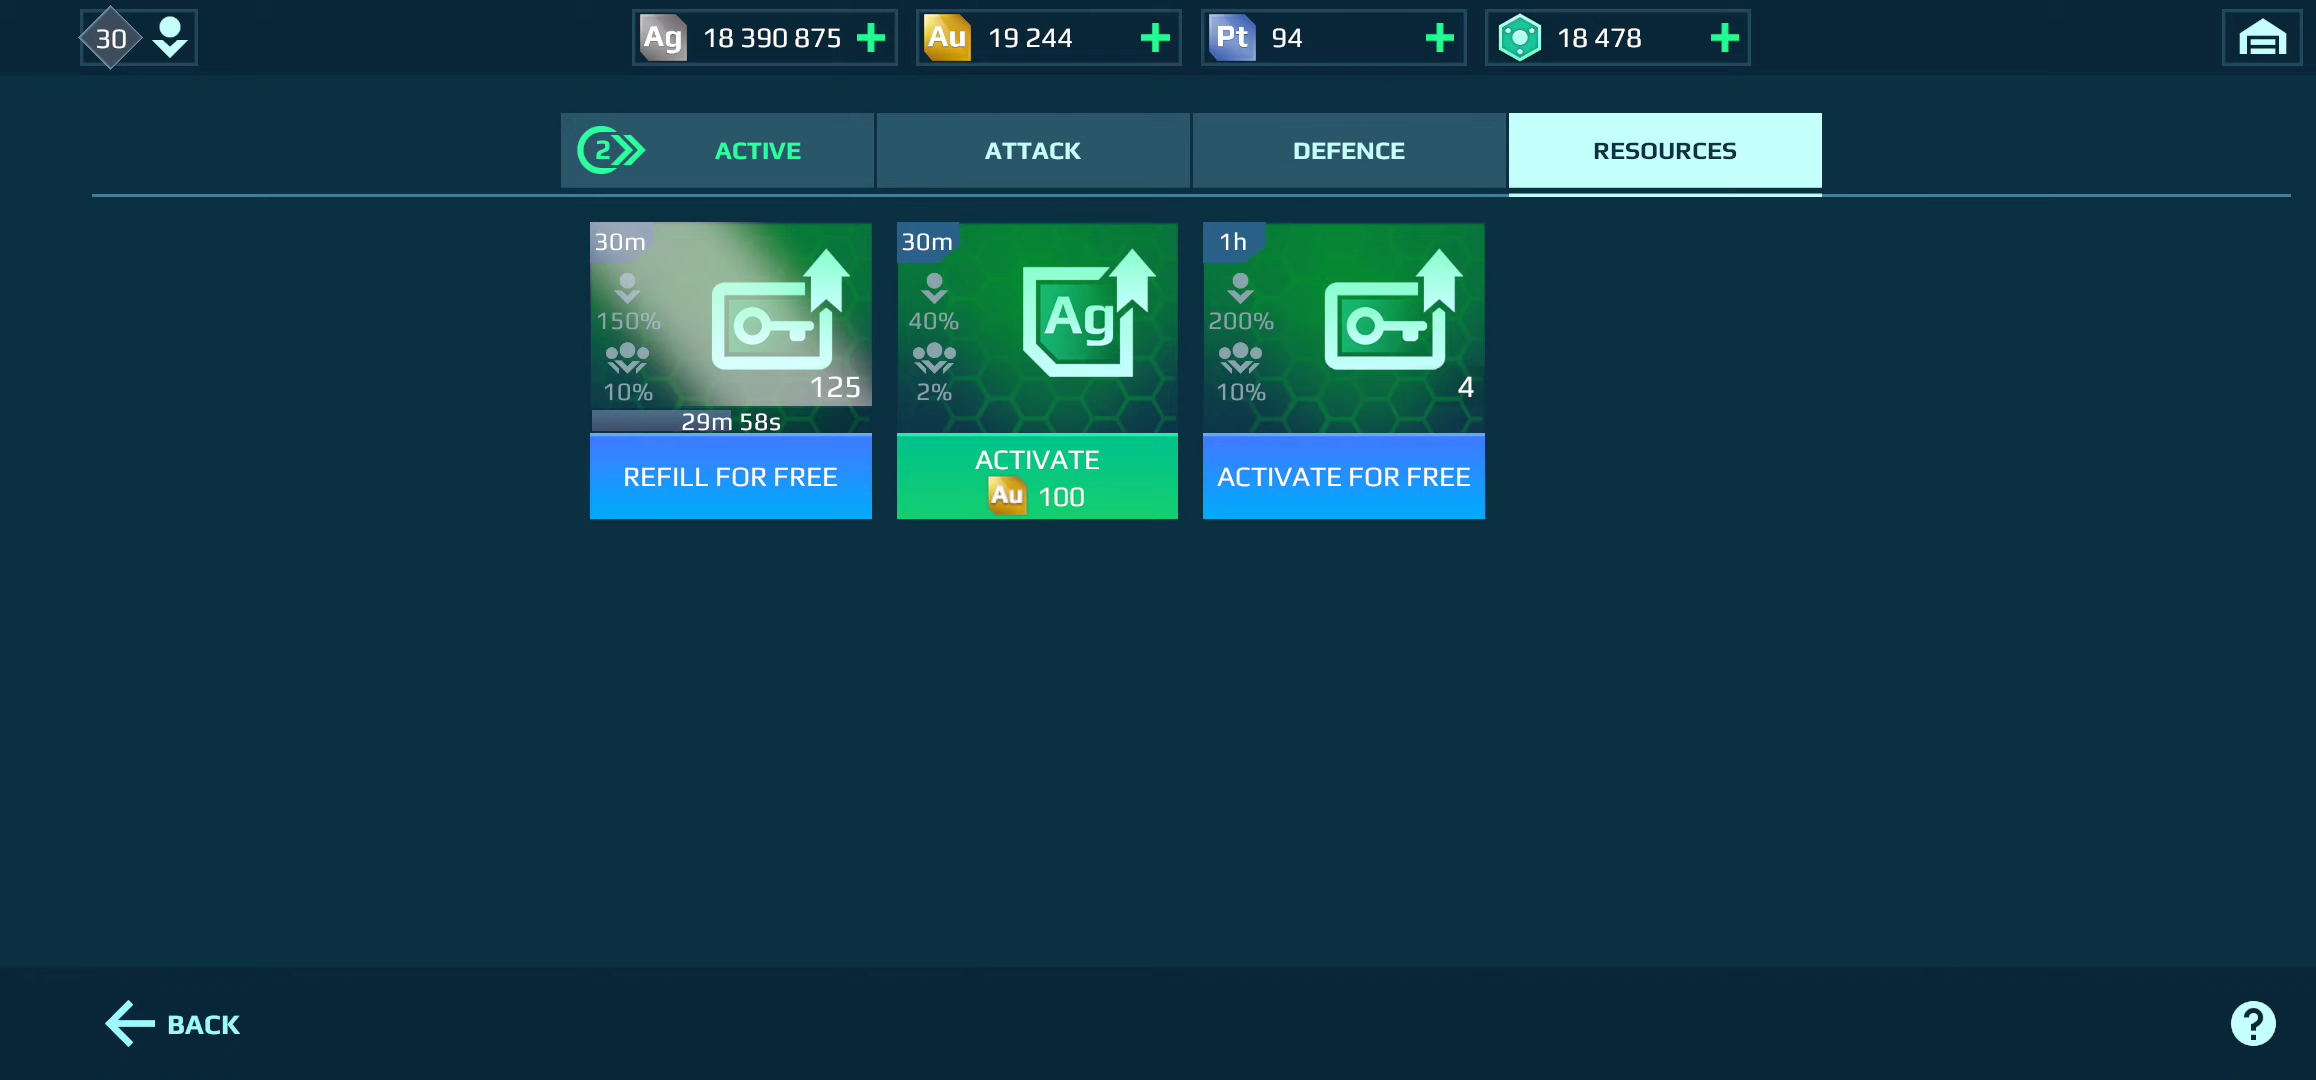 30
Ag 18 390 875
Au 19 244
Pt 94
18 478
2 ACTIVE
ATTACK
DEFENCE
RESOURCES
30m
150%
10%
125
29m 58s
REFILL FOR FREE
30m
40%
2%
Ag
ACTIVATE
Au 100
1h
200%
10%
4
ACTIVATE FOR FREE
BACK
?